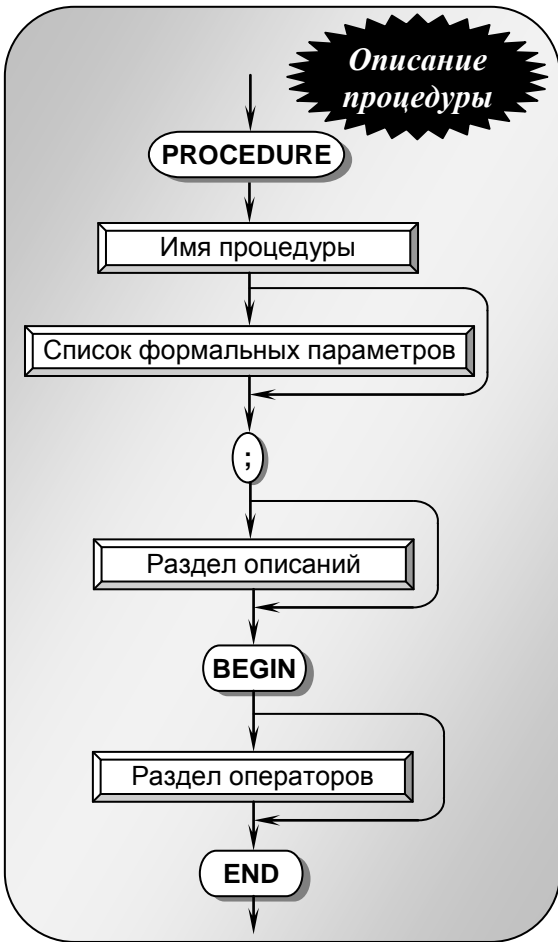 Описание
процедуры
PROCEDURE
Имя процедуры
Список формальных параметров
;
Раздел описаний
BEGIN
Раздел операторов
END